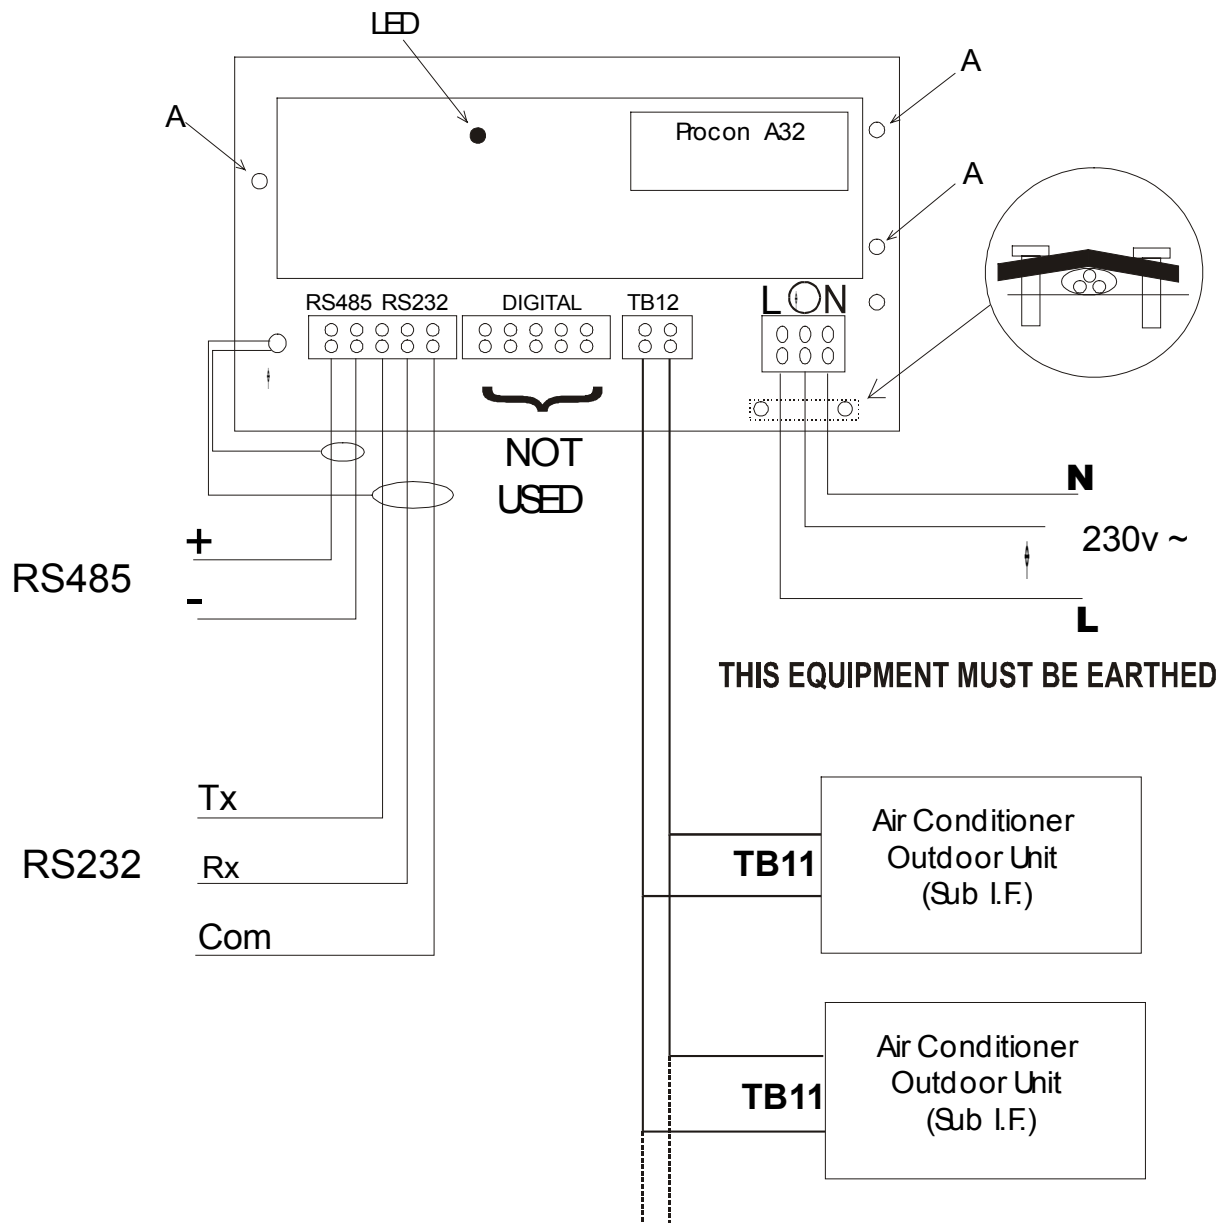 LED
A
A
Procon A32
A
RS485 RS232 DIGITAL TB12 L N
NOT
USED
N
+
230v ~
RS485
-
L
THIS EQUIPMENT MUST BE EARTHED
Tx
RS232
Rx
Com
Air Conditioner
Outdoor Unit
(Sub I.F.)
TB11
Air Conditioner
Outdoor Unit
(Sub I.F.)
TB11